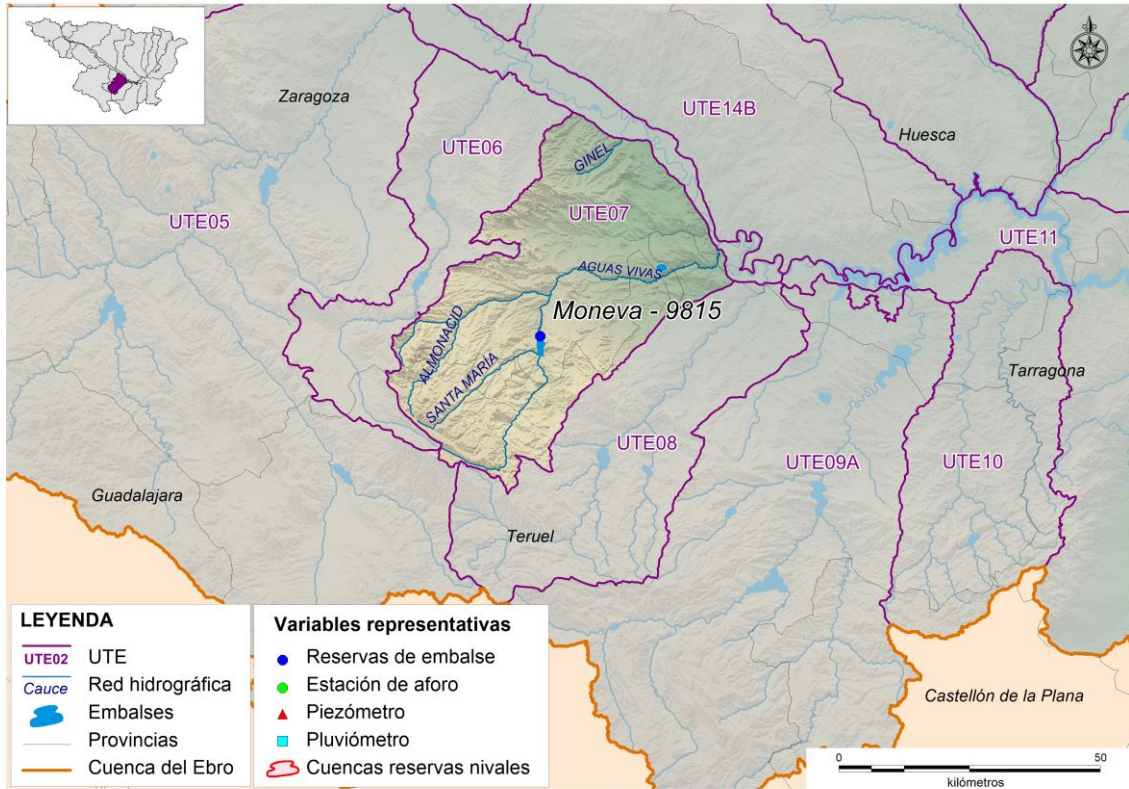 Zaragoza
UTE14B
Huesca
UTE06
GINEL
UTE07
UTE05
UTE11
AGUAS VIVAS
Moneva - 9815
ALMONACID
SANTA MARÍA
Tarragona
UTE08
UTE09A
UTE10
Guadalajara
Teruel
Castellón de la Plana
LEYENDA
UTE02 UTE
Cauce Red hidrográfica
Embalses
Provincias
Cuenca del Ebro
Variables representativas
Reservas de embalse
Estación de aforo
Piezómetro
Pluviómetro
Cuencas reservas nivales
0 50
kilómetros